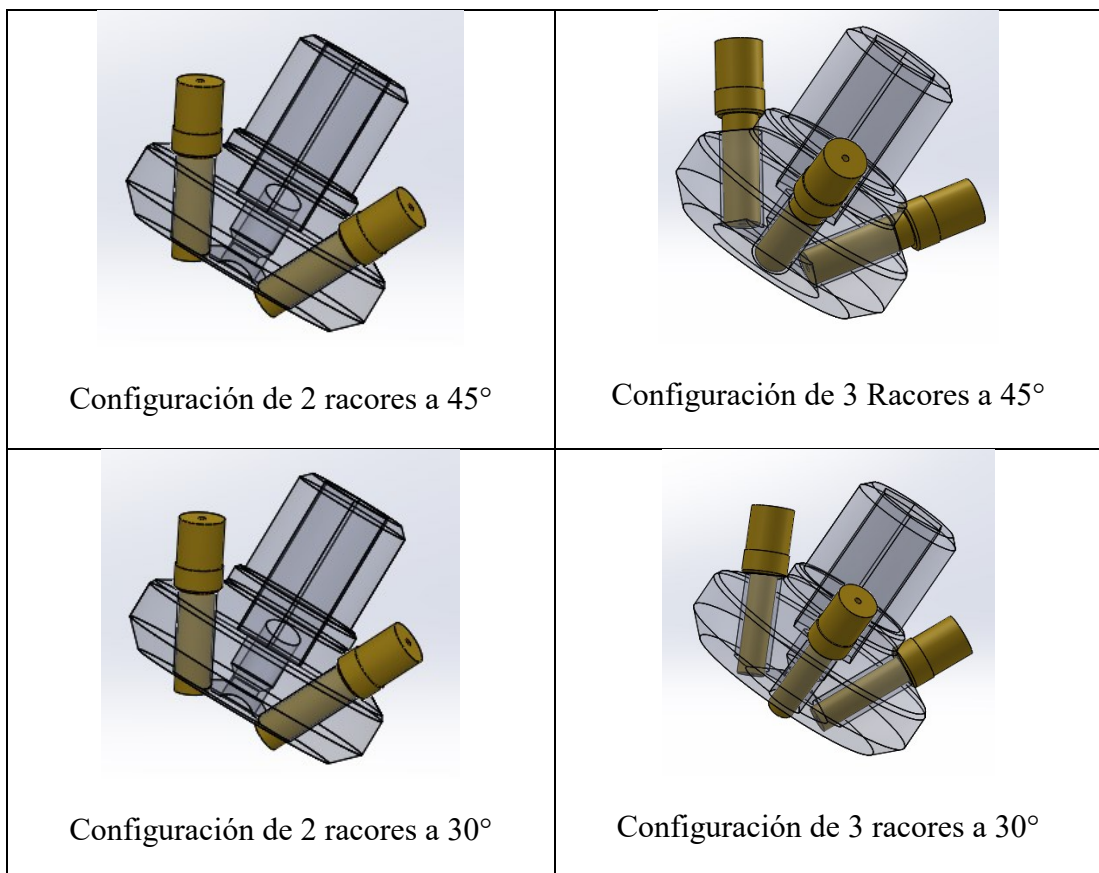 Configuración de 2 racores a 45°
Configuración de 3 Racores a 45°
Configuración de 2 racores a 30°
Configuración de 3 racores a 30°